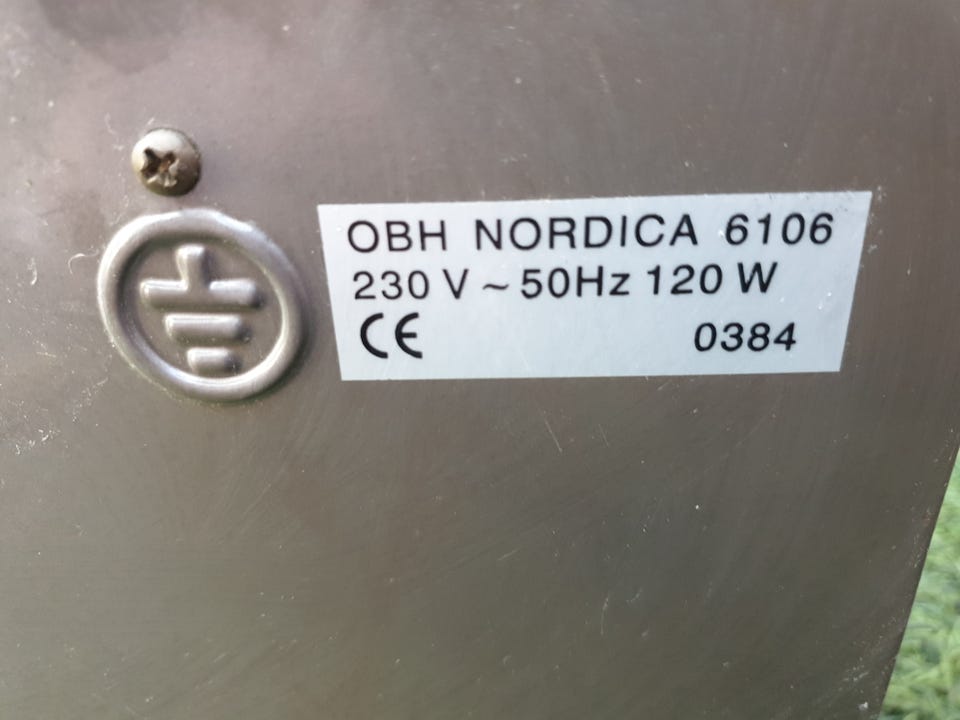 OBH NORDICA 6106
230 V ~ 50Hz 120 W
CE 0384